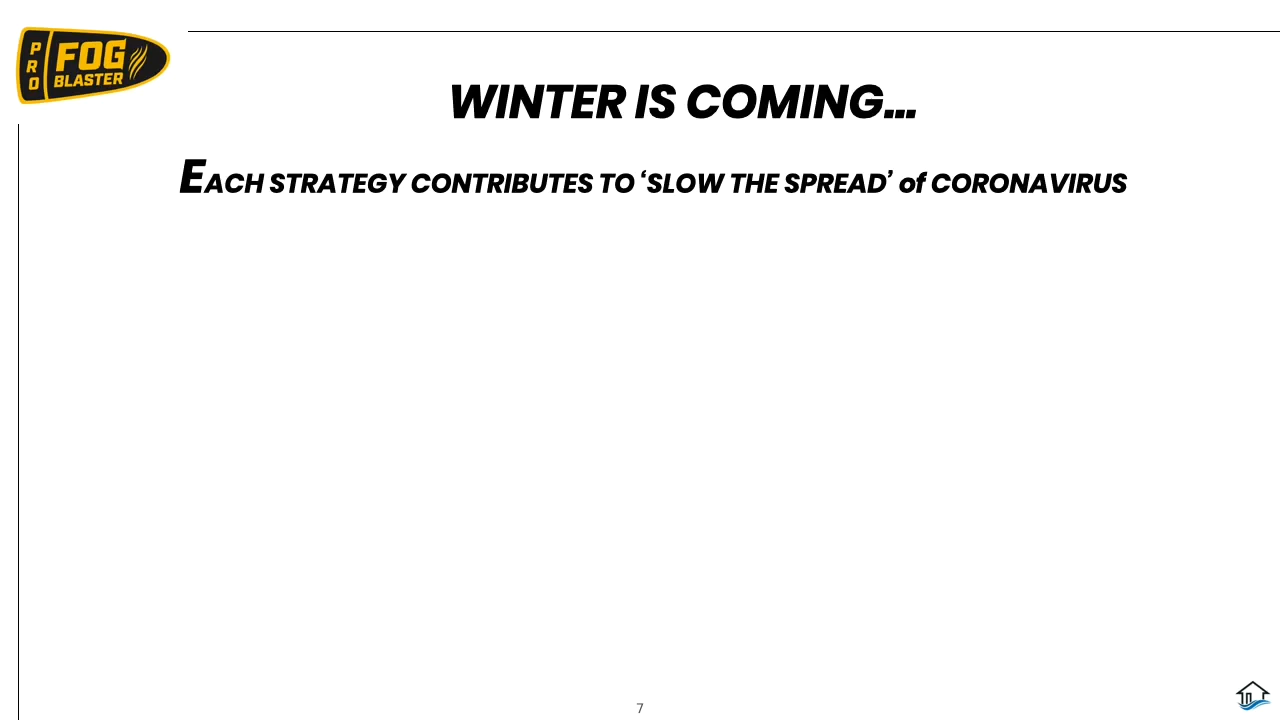 PRO
FOG
BLASTER
WINTER IS COMING...
EACH STRATEGY CONTRIBUTES TO ‘SLOW THE SPREAD’ of CORONAVIRUS
7